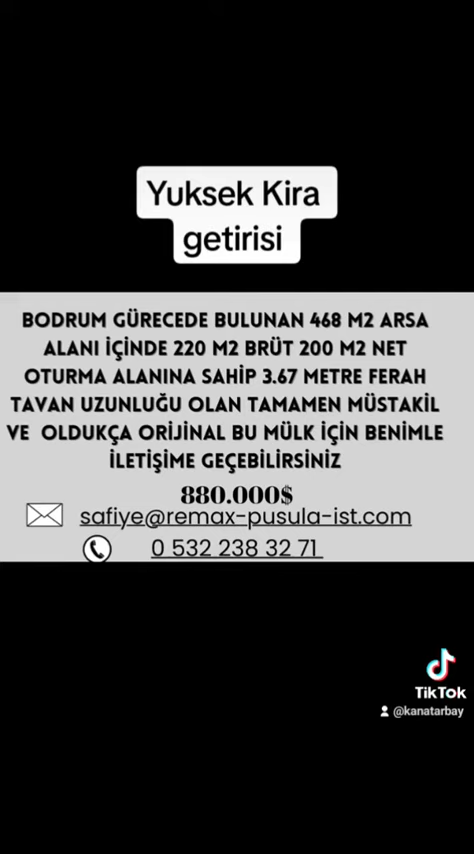 Yuksek Kira
getirisi
BODRUM GÜRECEDE BULUNAN 468 M2 ARSA
ALANI İÇİNDE 220 M2 BRÜT 200 M2 NET
OTURMA ALANINA SAHİP 3.67 METRE FERAH
TAVAN UZUNLUĞU OLAN TAMAMEN MÜSTAKİL
VE OLDUKÇA ORİJİNAL BU MÜLK İÇİN BENİMLE
İLETİŞİME GEÇEBİLİRSİNİZ
880.000$
safiye@remax-pusula-ist.com
0 532 238 32 71
TikTok
@kanatarbay